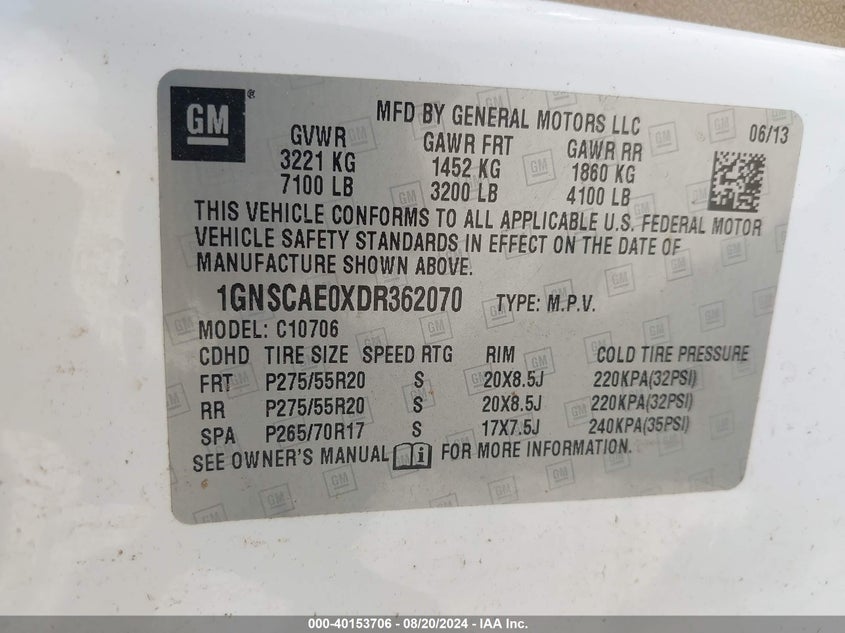 GM ®
MFD BY GENERAL MOTORS LLC
06/13
GVWR GAWR FRT GAWR RR
3221 KG 1452 KG 1860 KG
7100 LB 3200 LB 4100 LB
THIS VEHICLE CONFORMS TO ALL APPLICABLE U.S. FEDERAL MOTOR
VEHICLE SAFETY STANDARDS IN EFFECT ON THE DATE OF
MANUFACTURE SHOWN ABOVE.
1GNSCAE0XDR362070 TYPE: M.P.V.
MODEL: C10706
CDHD TIRE SIZE SPEED RTG RIM COLD TIRE PRESSURE
FRT P275/55R20 S 20X8.5J 220KPA(32PSI)
RR P275/55R20 S 20X8.5J 220KPA(32PSI)
SPA P265/70R17 S 17X7.5J 240KPA(35PSI)
SEE OWNER'S MANUAL i FOR MORE INFORMATION.
000-40153706 - 08/20/2024 - IAA Inc.